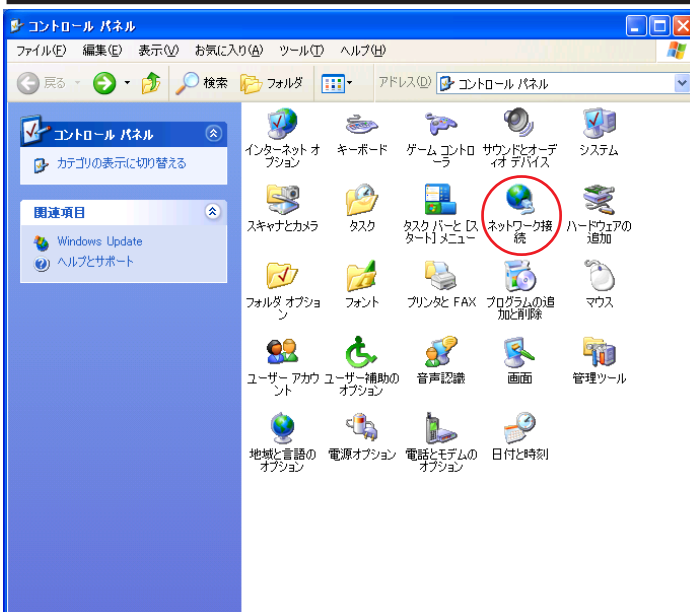 コントロール パネル
ファイル(F) 編集(E) 表示(V) お気に入り(A) ツール(T) ヘルプ(H)
戻る 検索 フォルダ アドレス(D) コントロール パネル
コントロール パネル
カテゴリの表示に切り替える
関連項目
Windows Update
ヘルプとサポート
インターネット オ
プション
キーボード
ゲーム コントロ
ーラ
サウンドとオーデ
ィオ デバイス
システム
スキャナとカメラ
タスク
タスク バーと [ス
タート] メニュー
ネットワーク接
続
ハードウェアの
追加
フォルダ オプショ
ン
フォント
プリンタと FAX
プログラムの追
加と削除
マウス
ユーザー アカウ
ント
ユーザー補助の
オプション
音声認識
画面
管理ツール
地域と言語の
オプション
電源オプション
電話とモデムの
オプション
日付と時刻